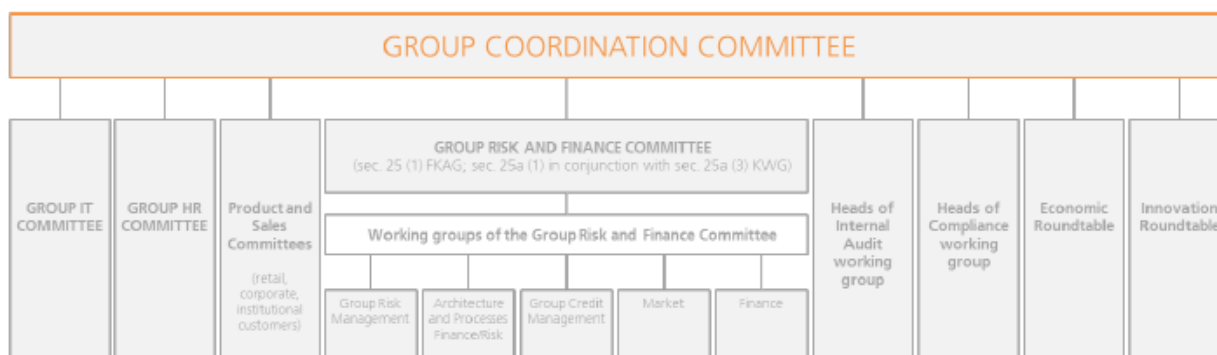 GROUP COORDINATION COMMITTEE
GROUP IT
COMMITTEE
GROUP HR
COMMITTEE
Product and
Sales
Committees
(retail,
corporate,
institutional
customers)
GROUP RISK AND FINANCE COMMITTEE
(sec. 25 (1) FKAG; sec. 25a (1) in conjunction with sec. 25a (3) KWG)
Working groups of the Group Risk and Finance Committee
Group Risk
Management
Architecture
and Processes
Finance/Risk
Group Credit
Management
Market
Finance
Heads of
Internal
Audit
working
group
Heads of
Compliance
working
group
Economic
Roundtable
Innovation
Roundtable